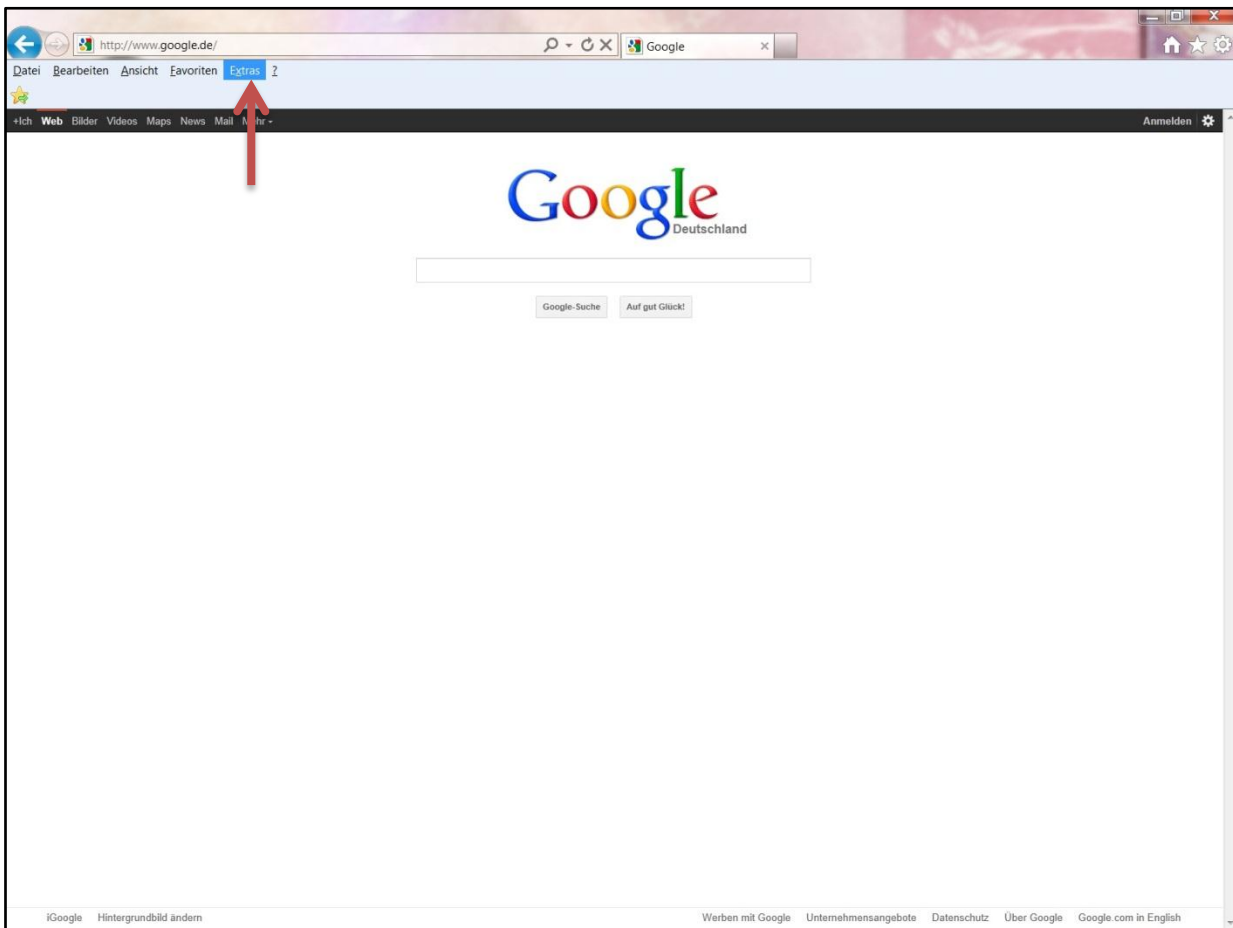 http://www.google.de/ Google
Datei Bearbeiten Ansicht Favoriten Extras ?
+Ich Web Bilder Videos Maps News Mail Mehr Anmelden
Google
Deutschland
Google-Suche Auf gut Glück!
iGoogle Hintergrundbild ändern Werben mit Google Unternehmensangebote Datenschutz Über Google Google.com in English